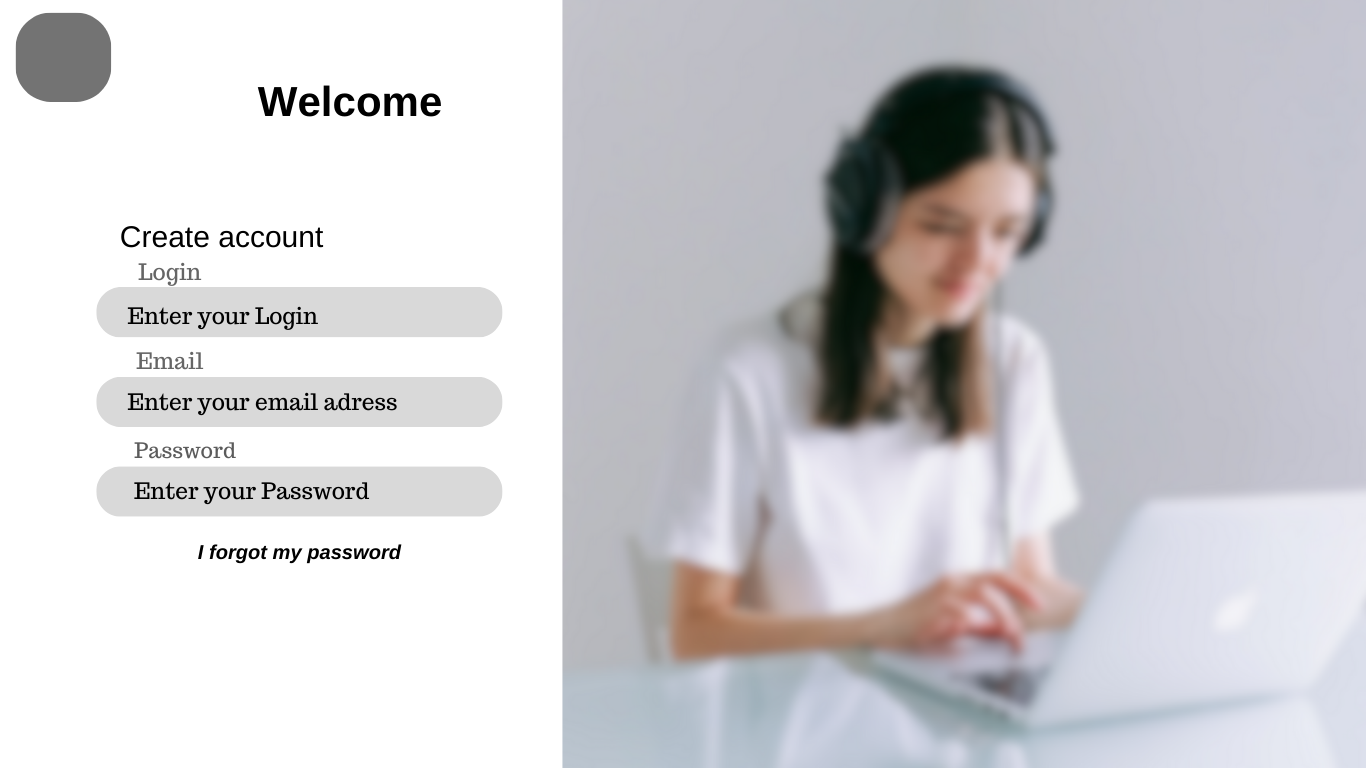 Welcome
Create account
Login
Enter your Login
Email
Enter your email adress
Password
Enter your Password
I forgot my password